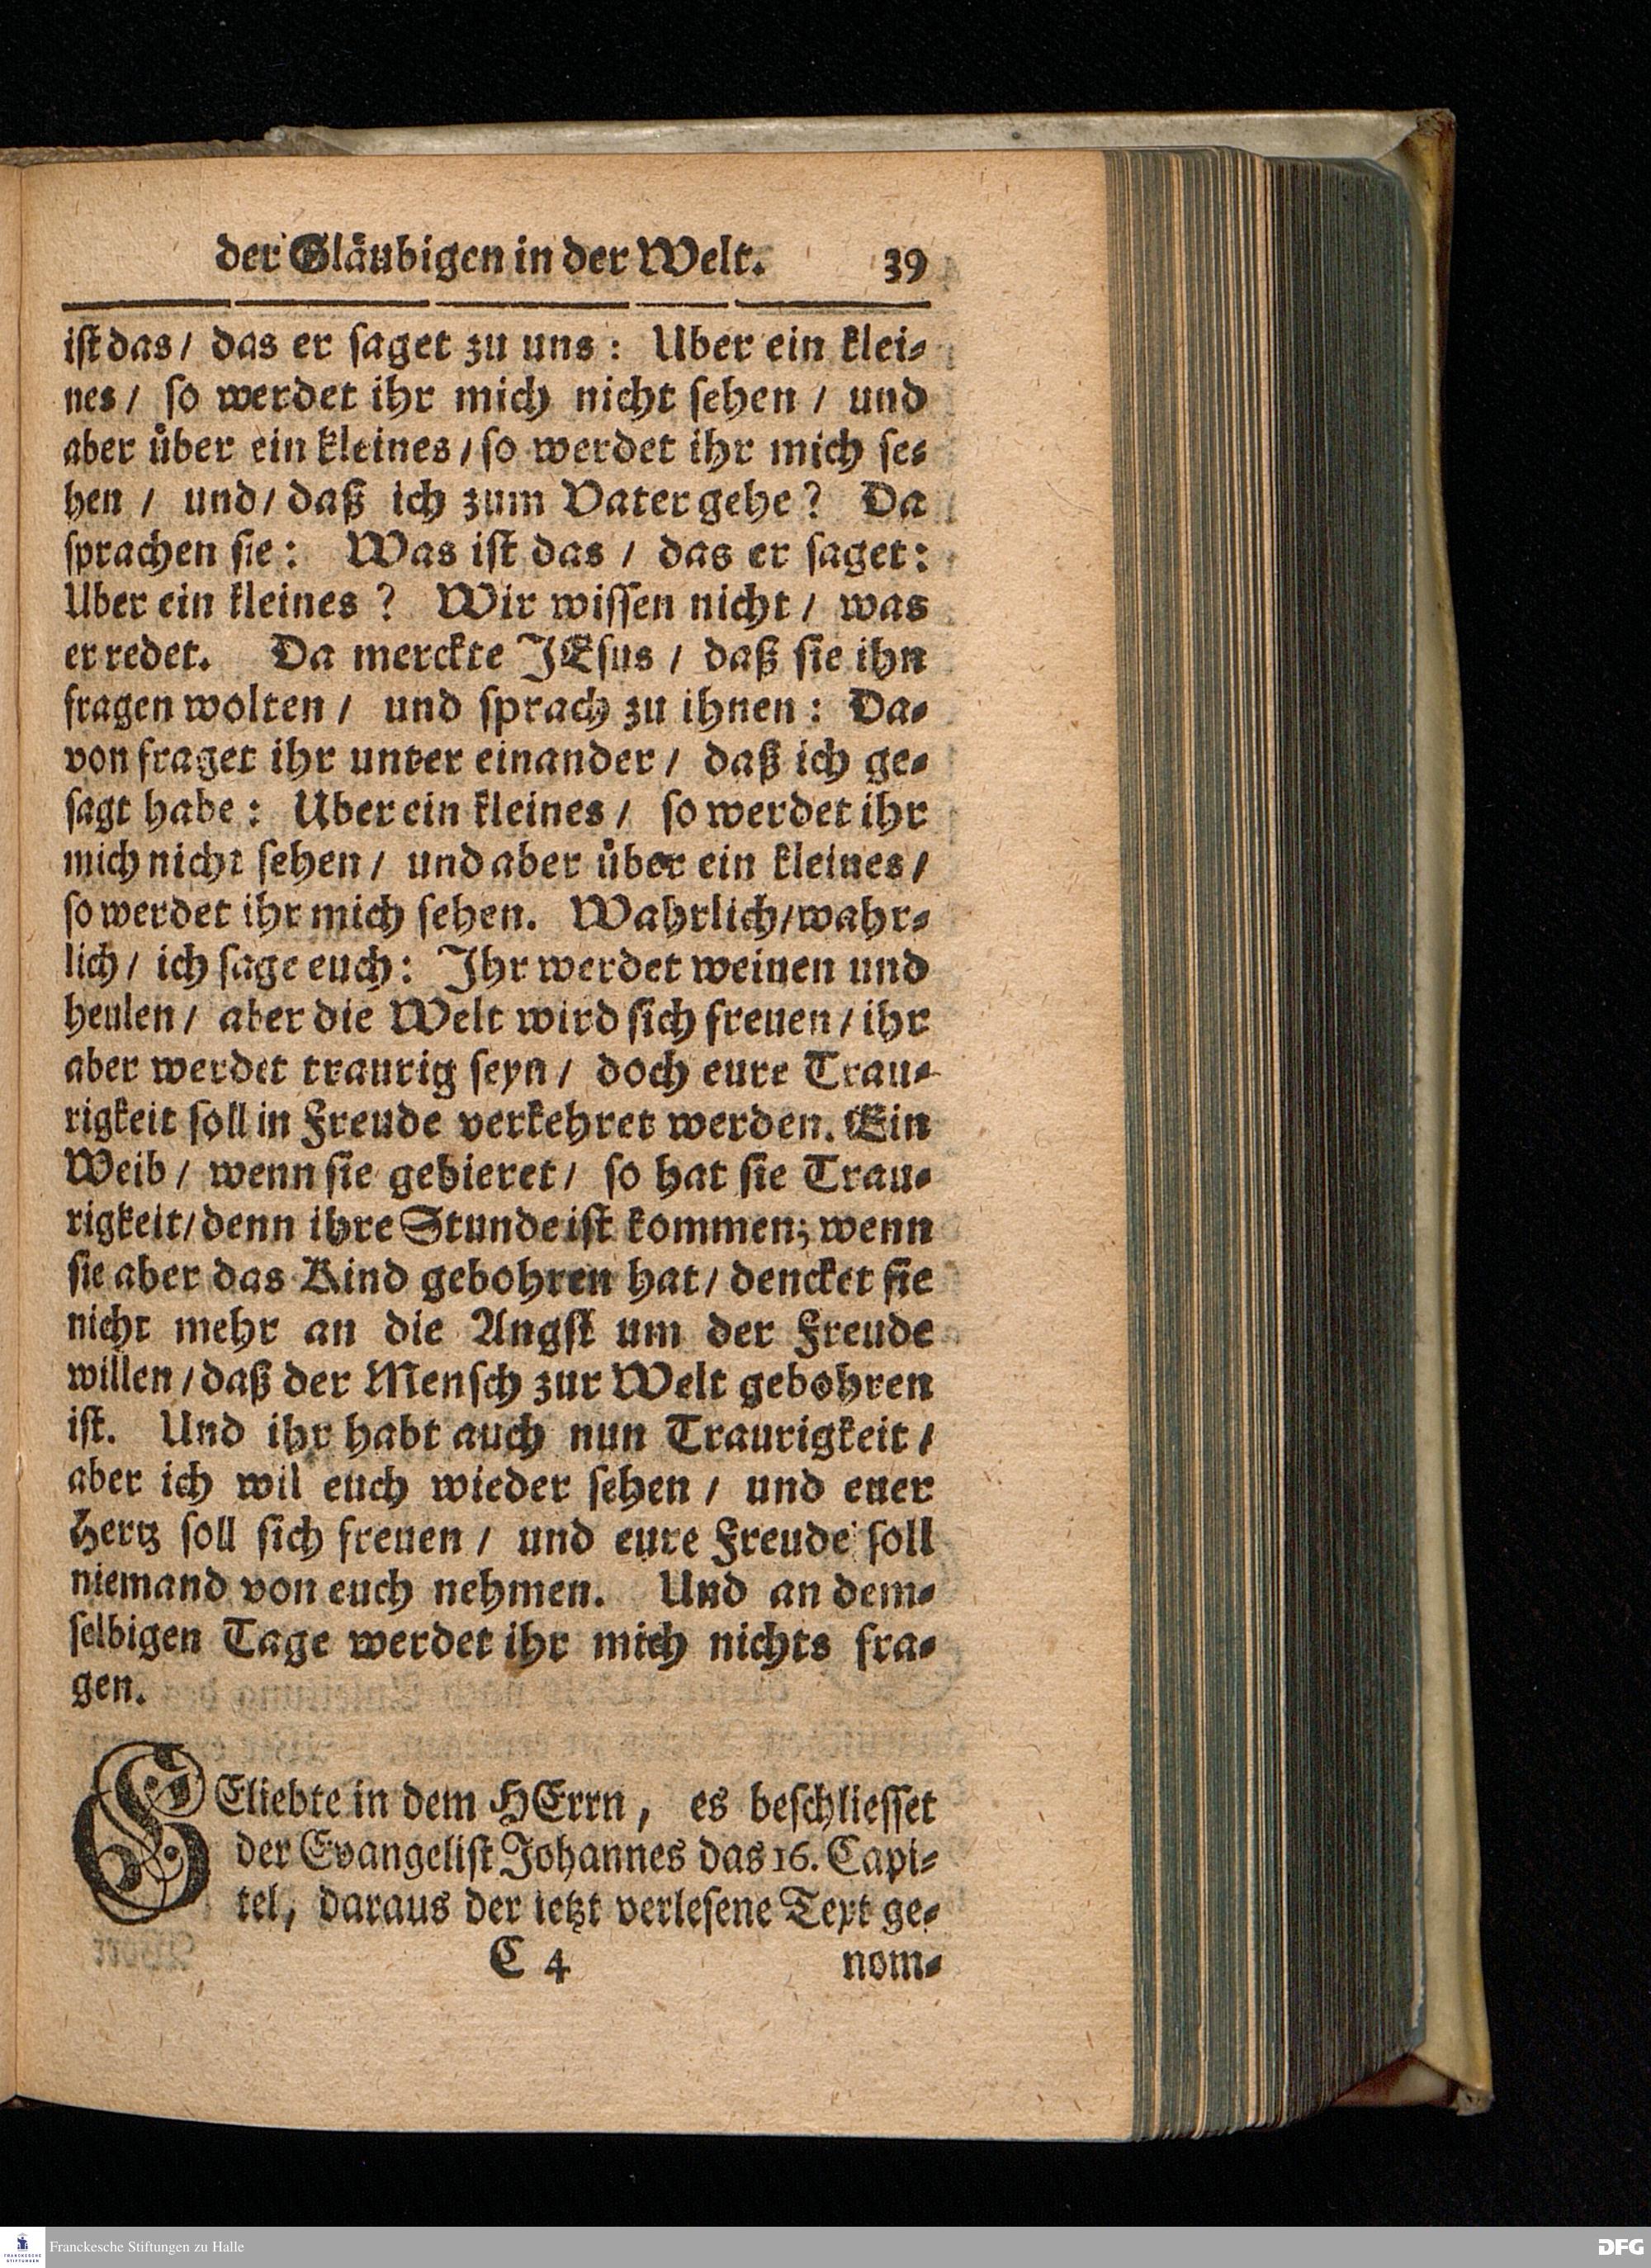 der Gläubigen in der Welt. 39
ist das / das er saget zu uns : Uber ein klei⸗
nes / so werdet ihr mich nicht sehen / und
aber über ein kleines / so werdet ihr mich se⸗
hen / und / daß ich zum Vater gehe ? Da
sprachen sie : Was ist das / das er saget :
Uber ein kleines ? Wir wissen nicht / was
er redet. Da merckte JEsus / daß sie ihn
fragen wolten / und sprach zu ihnen : Da⸗
von fraget ihr unter einander / daß ich ge⸗
sagt habe : Uber ein kleines / so werdet ihr
mich nicht sehen / und aber über ein kleines /
so werdet ihr mich sehen. Wahrlich / wahr⸗
lich / ich sage euch : Ihr werdet weinen und
heulen / aber die Welt wird sich freuen / ihr
aber werdet traurig seyn / doch eure Trau⸗
rigkeit soll in Freude verkehret werden. Ein
Weib / wenn sie gebieret / so hat sie Trau⸗
rigkeit / denn ihre Stunde ist kommen; wenn
sie aber das Kind gebohren hat / dencket sie
nicht mehr an die Angst um der Freude
willen / daß der Mensch zur Welt gebohren
ist. Und ihr habt auch nun Traurigkeit /
aber ich wil euch wieder sehen / und euer
Hertz soll sich freuen / und eure Freude soll
niemand von euch nehmen. Und an dem⸗
selbigen Tage werdet ihr mich nichts fra⸗
gen.
GEliebte in dem HErrn, es beschliesset
der Evangelist Johannes das 16. Capi⸗
tel, daraus der ietzt verlesene Text ge⸗
C 4 nom⸗
FRANCKESCHE STIFTUNGEN
Franckesche Stiftungen zu Halle
DFG